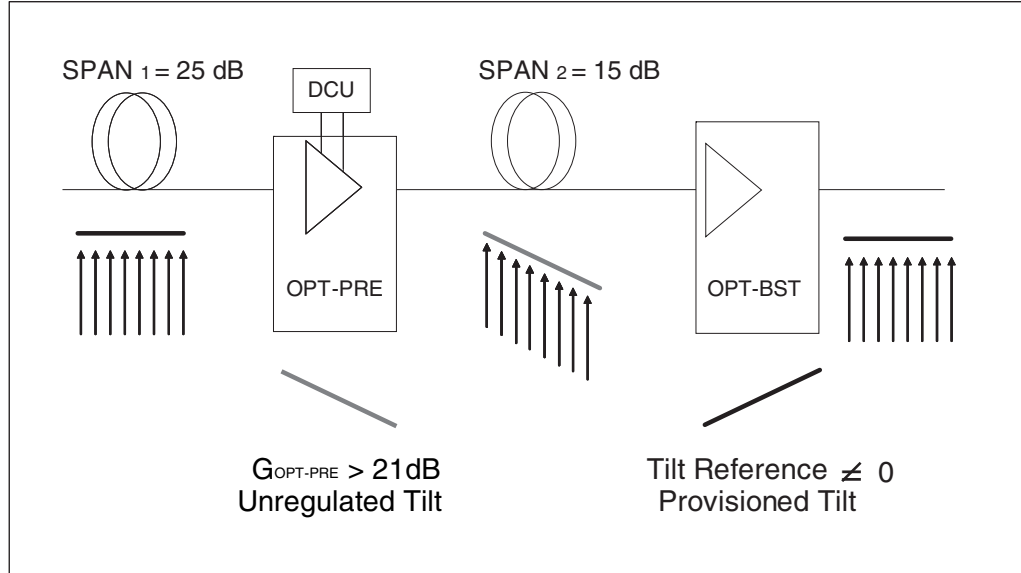 SPAN 1 = 25 dB
DCU
SPAN 2 = 15 dB
OPT-PRE
OPT-BST
GOPT-PRE > 21dB
Unregulated Tilt
Tilt Reference ≠ 0
Provisioned Tilt